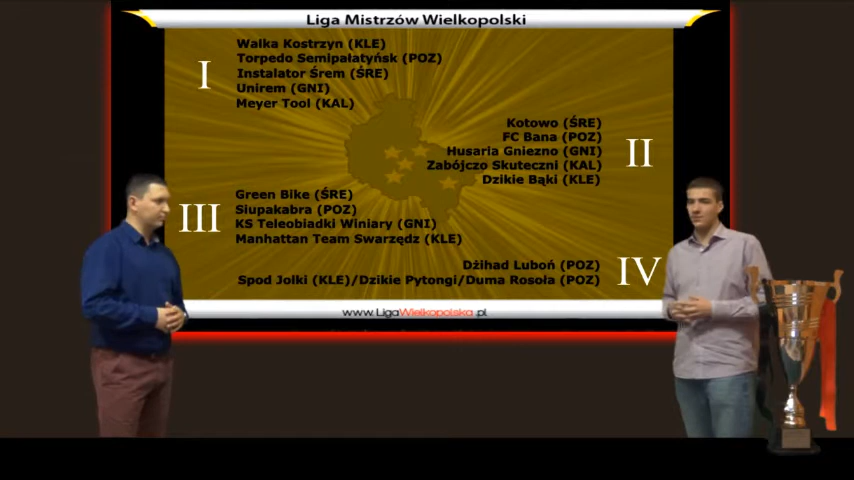 Liga Mistrzów Wielkopolski
I
Walka Kostrzyn (KLE)
Torpedo Semipałatyńsk (POZ)
Instalator Śrem (ŚRE)
Unirem (GNI)
Meyer Tool (KAL)
II
Kotowo (ŚRE)
FC Bana (POZ)
Husaria Gniezno (GNI)
Zabójczo Skuteczni (KAL)
Dzikie Bąki (KLE)
III
Green Bike (ŚRE)
Siupakabra (POZ)
KS Teleobiadki Winiary (GNI)
Manhattan Team Swarzędz (KLE)
IV
Dżihad Luboń (POZ)
Spod Jolki (KLE)/Dzikie Pytongi/Duma Rosoła (POZ)
www.LigaWielkopolska.pl